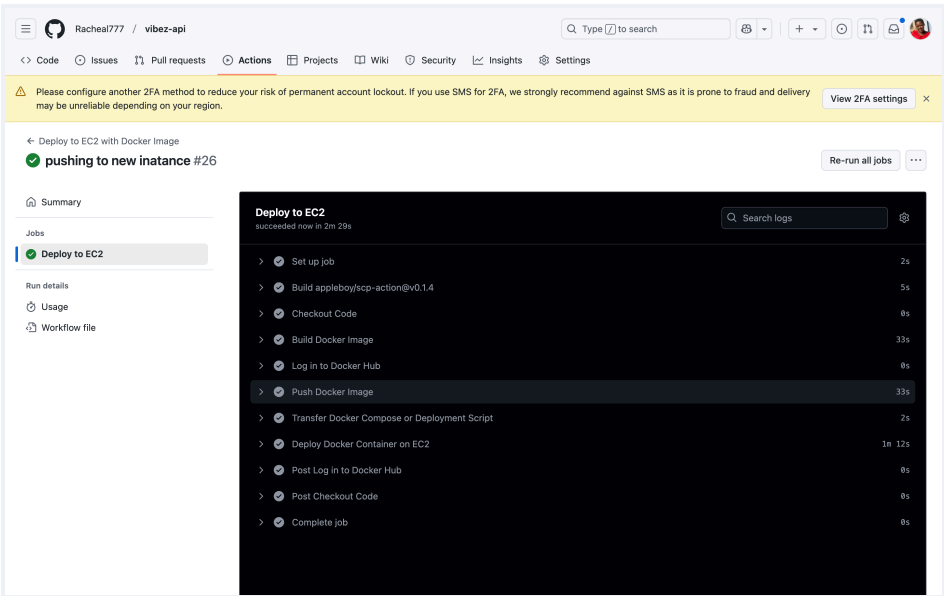 Racheal777 / vibez-api
Type / to search
Code
Issues
Pull requests
Actions
Projects
Wiki
Security
Insights
Settings
Please configure another 2FA method to reduce your risk of permanent account lockout. If you use SMS for 2FA, we strongly recommend against SMS as it is prone to fraud and delivery
may be unreliable depending on your region.
View 2FA settings
← Deploy to EC2 with Docker Image
pushing to new inatance #26
Re-run all jobs
Summary
Jobs
Deploy to EC2
Run details
Usage
Workflow file
Deploy to EC2
succeeded now in 2m 29s
Search logs
Set up job 2s
Build appleboy/scp-action@v0.1.4 5s
Checkout Code 0s
Build Docker Image 33s
Log in to Docker Hub 0s
Push Docker Image 33s
Transfer Docker Compose or Deployment Script 2s
Deploy Docker Container on EC2 1m 12s
Post Log in to Docker Hub 0s
Post Checkout Code 0s
Complete job 0s